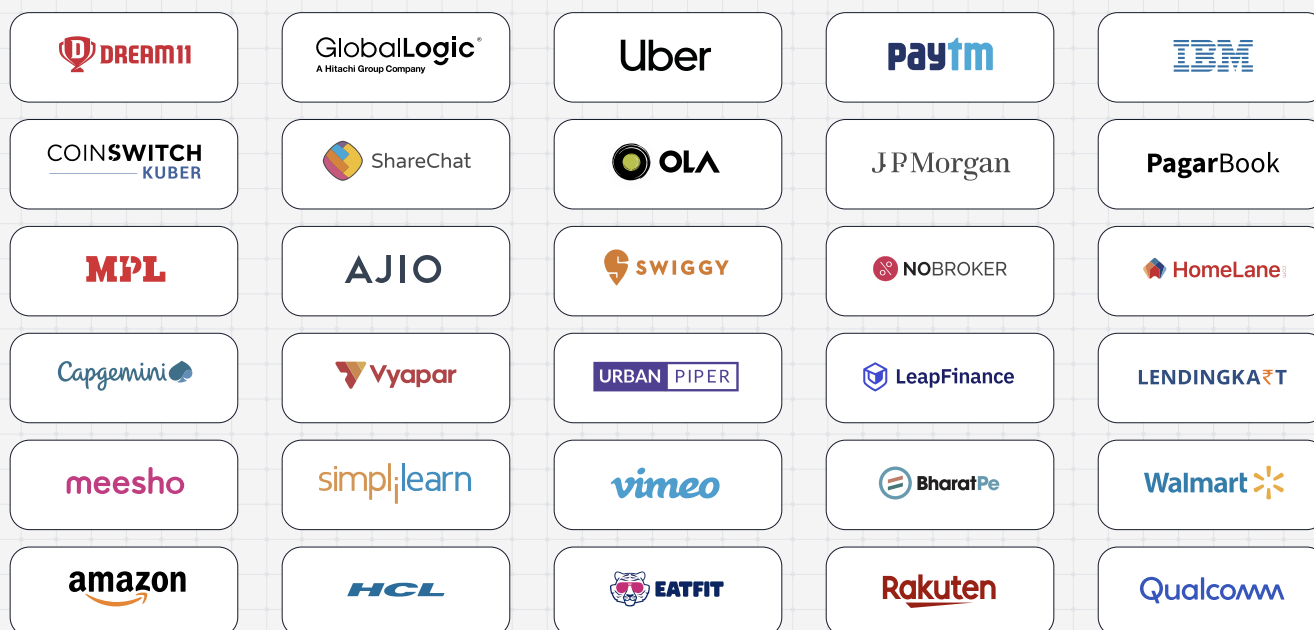 DREAM11
GlobalLogic®
A Hitachi Group Company
Uber
paytm
IBM
COINSWITCH
KUBER
ShareChat
OLA
J.P.Morgan
PagarBook
MPL
AJIO
SWIGGY
NOBROKER
HomeLane
Capgemini
Vyapar
URBAN PIPER
LeapFinance
LENDINGKA₹T
meesho
simplilearn
vimeo
BharatPe
Walmart
amazon
HCL
EATFIT
Rakuten
Qualcomm